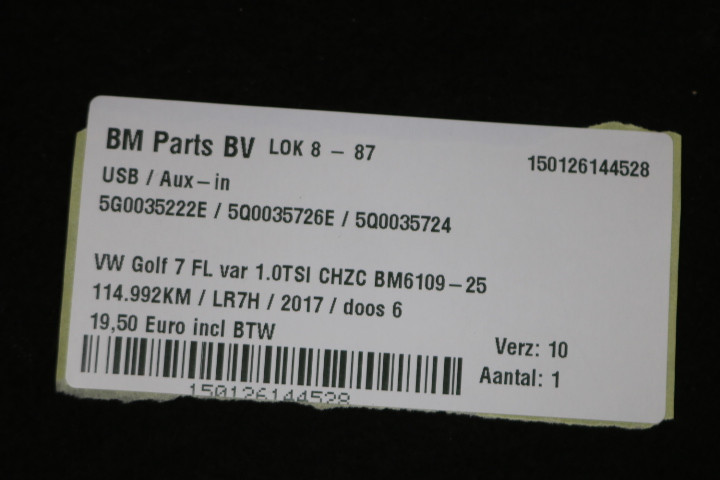 BM Parts BV LOK 8 - 87
150126144528
USB / Aux-in
5G0035222E / 5Q0035726E / 5Q0035724
VW Golf 7 FL var 1.0TSI CHZC BM6109-25
114.992KM / LR7H / 2017 / doos 6
19,50 Euro incl BTW
Verz: 10
Aantal: 1
150126144528